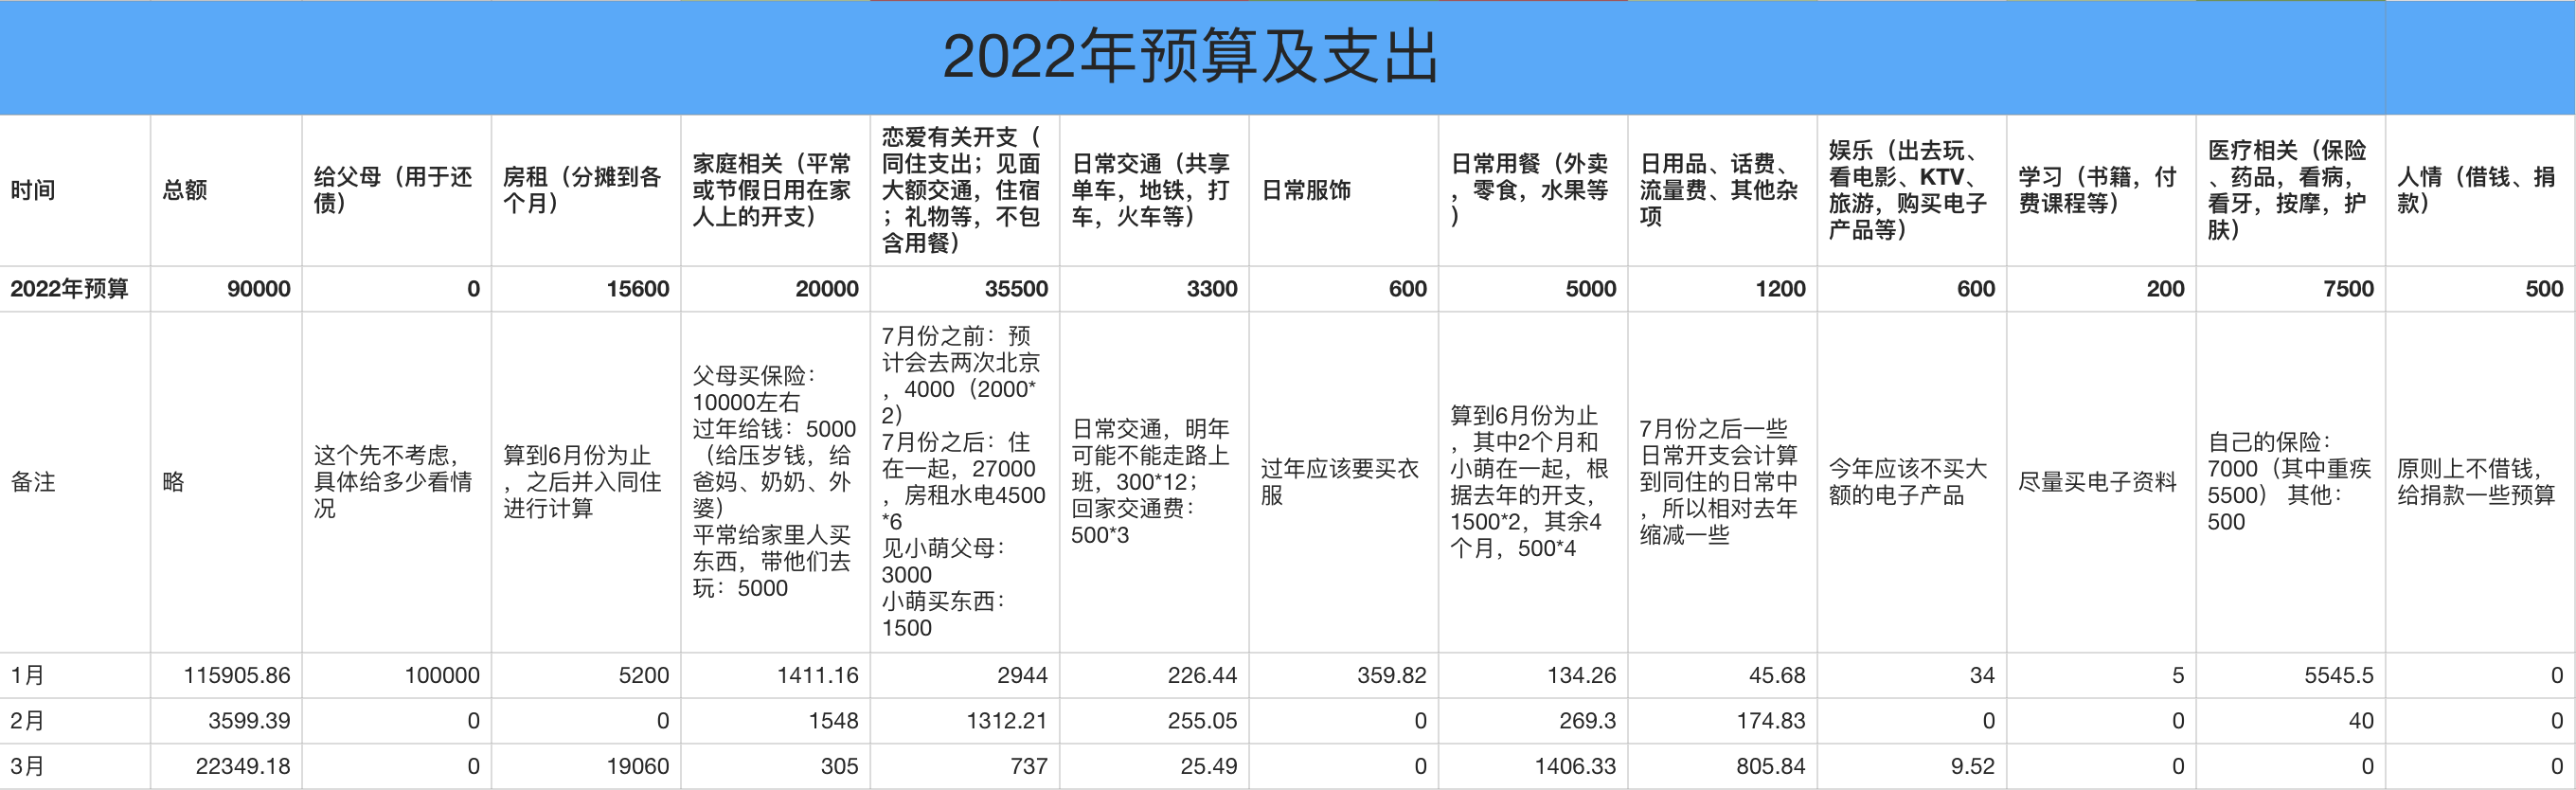 2022年预算及支出
时间
总额
给父母（用于还
债）
房租（分摊到各
个月）
家庭相关（平常
或节假日用在家
人上的开支）
恋爱有关开支（
同住支出；见面
大额交通，住宿
；礼物等，不包
含用餐）
日常交通（共享
单车，地铁，打
车，火车等）
日常服饰
日常用餐（外卖
，零食，水果等
）
日用品、话费、
流量费、其他杂
项
娱乐（出去玩、
看电影、KTV、
旅游，购买电子
产品等）
学习（书籍，付
费课程等）
医疗相关（保险
、药品，看病，
看牙，按摩，护
肤）
人情（借钱、捐
款）
2022年预算 90000 0 15600 20000 35500 3300 600 5000 1200 600 200 7500 500
备注
略
这个先不考虑，
具体给多少看情
况
算到6月份为止
，之后并入同住
进行计算
父母买保险：
10000左右
过年给钱：5000
（给压岁钱，给
爸妈、奶奶、外
婆）
平常给家里人买
东西，带他们去
玩：5000
7月份之前：预
计会去两次北京
，4000（2000*
2）
7月份之后：住
在一起，27000
，房租水电4500
*6
见小萌父母：
3000
小萌买东西：
1500
日常交通，明年
可能不能走路上
班，300*12；
回家交通费：
500*3
过年应该要买衣
服
算到6月份为止
，其中2个月和
小萌在一起，根
据去年的开支，
1500*2，其余4
个月，500*4
7月份之后一些
日常开支会计算
到同住的日常中
，所以相对去年
缩减一些
今年应该不买大
额的电子产品
尽量买电子资料
自己的保险：
7000（其中重疾
5500） 其他：
500
原则上不借钱，
给捐款一些预算
1月 115905.86 100000 5200 1411.16 2944 226.44 359.82 134.26 45.68 34 5 5545.5 0
2月 3599.39 0 0 1548 1312.21 255.05 0 269.3 174.83 0 0 40 0
3月 22349.18 0 19060 305 737 25.49 0 1406.33 805.84 9.52 0 0 0